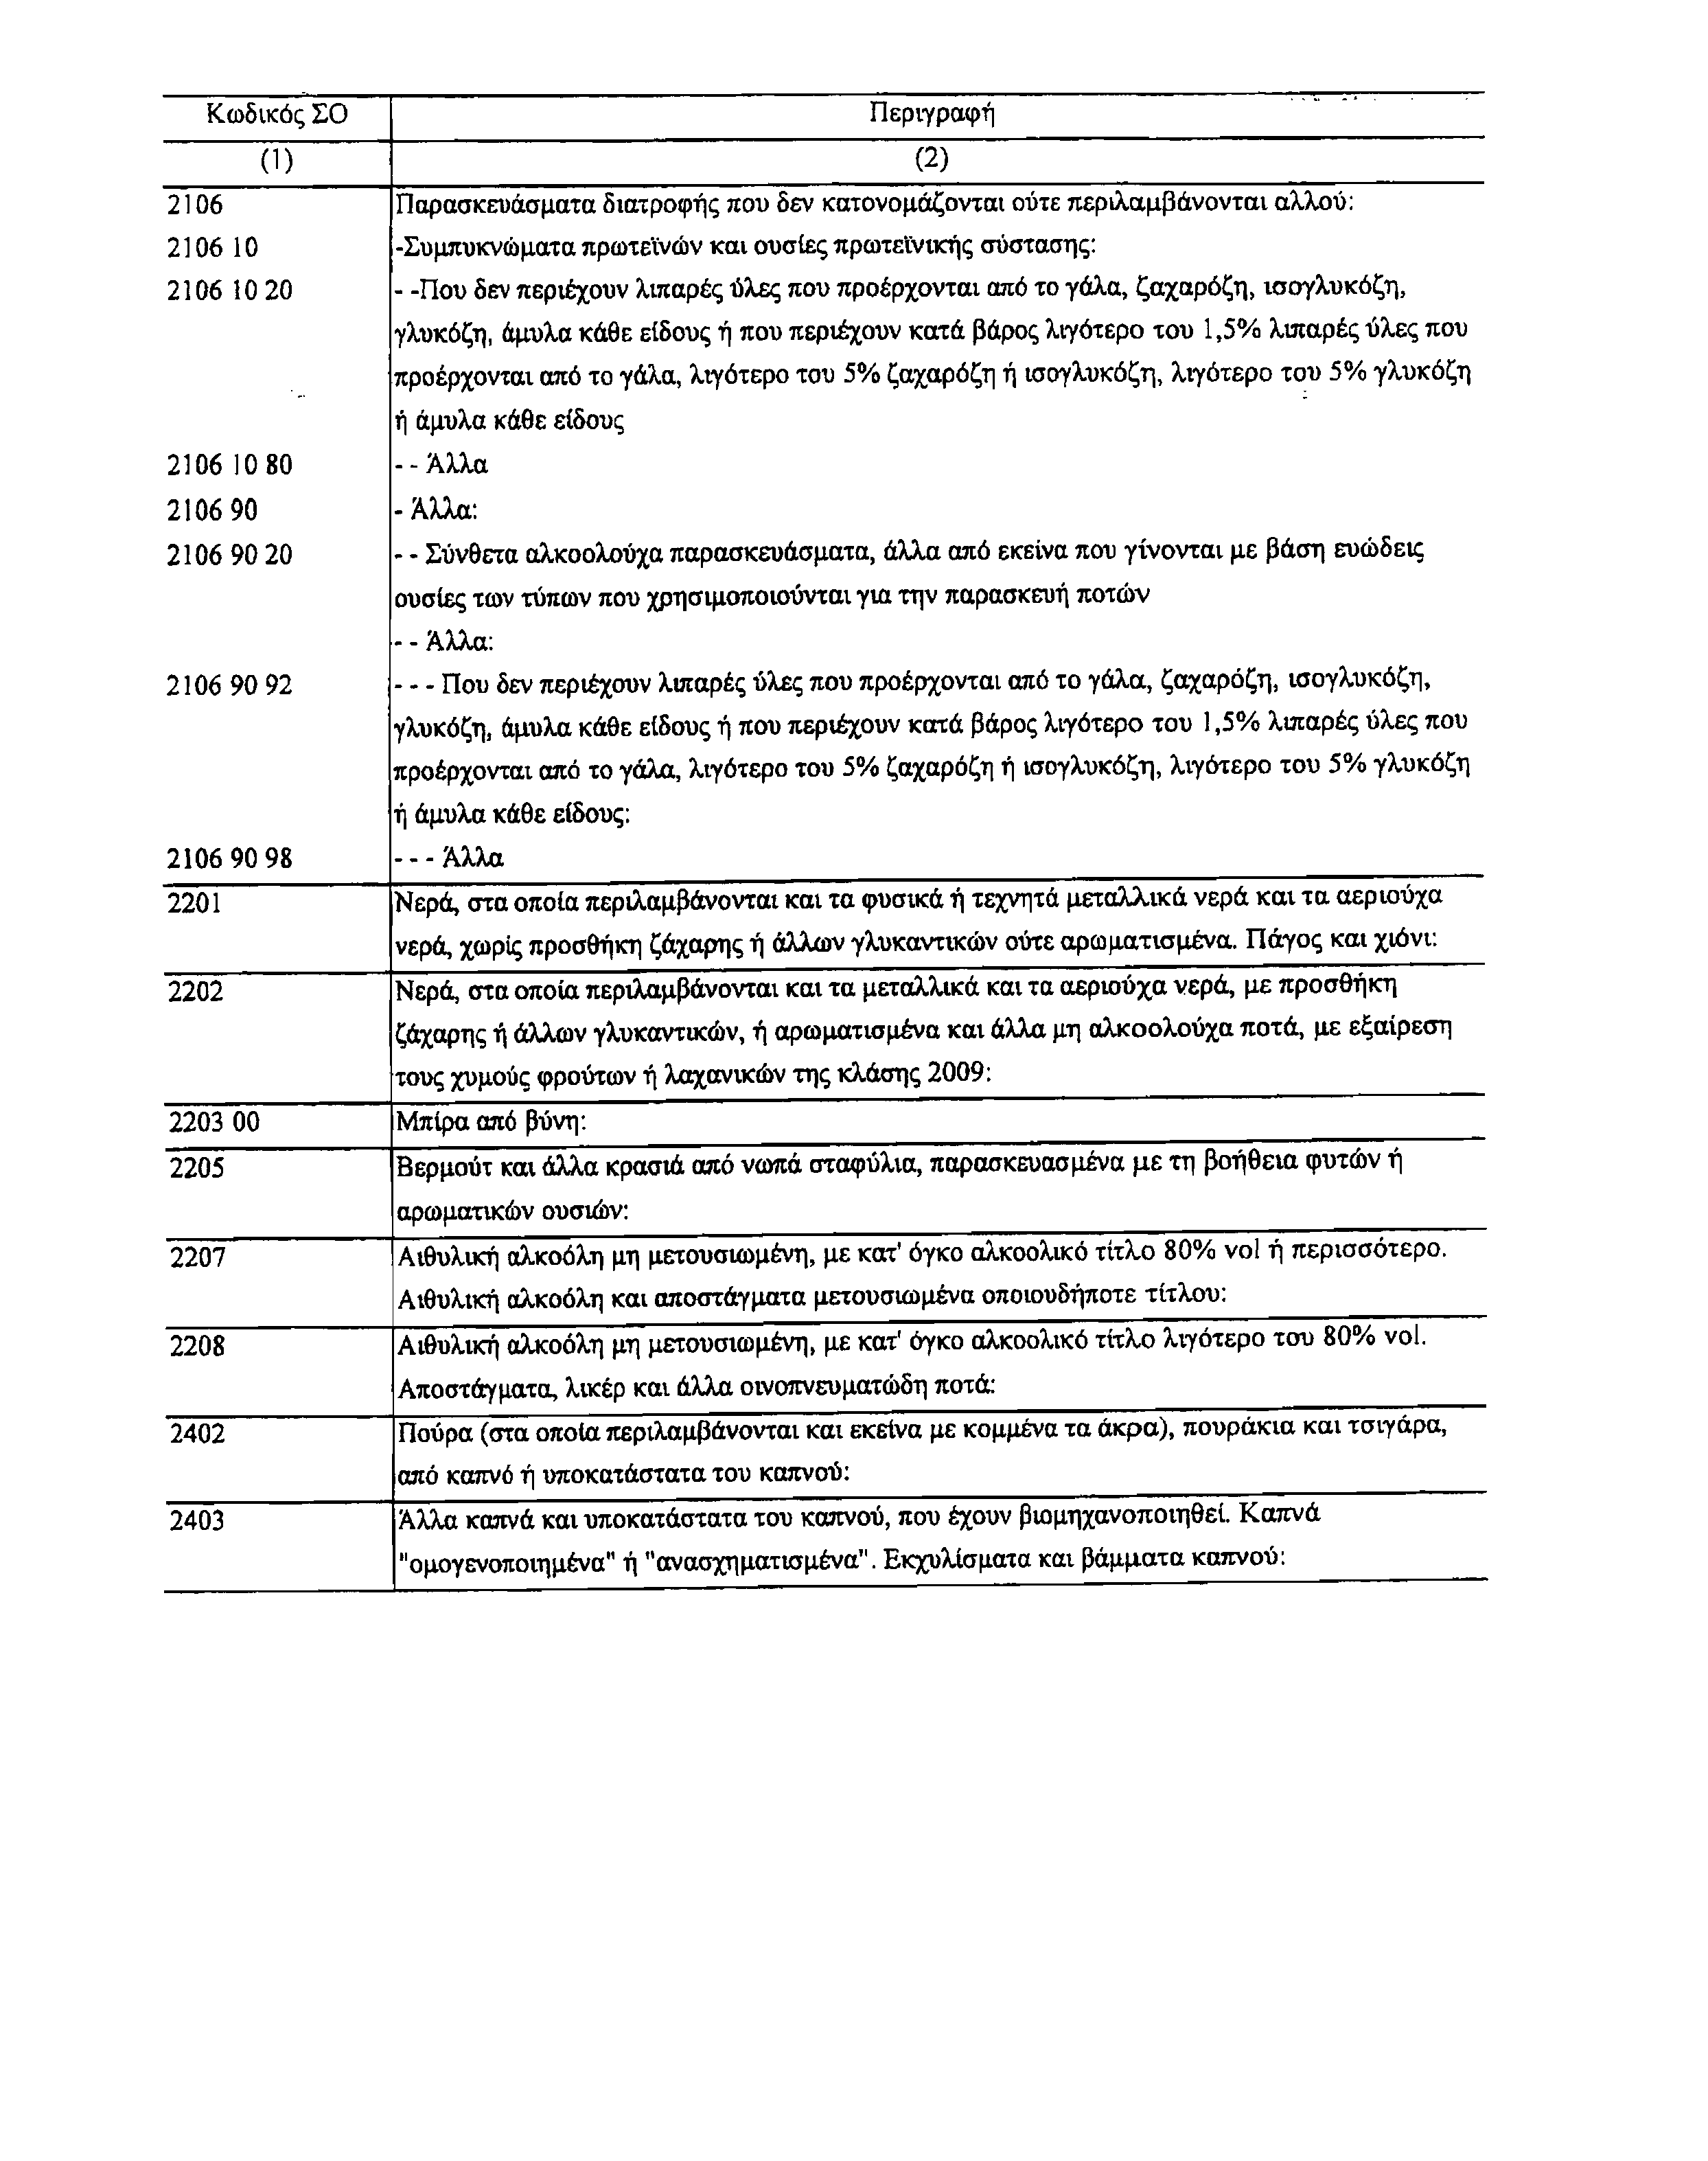 Κωδικός ΣΟ Περιγραφή
(1) (2)
2106 Παρασκευάσματα διατροφής που δεν κατονομάζονται ούτε περιλαμβάνονται αλλού:
2106 10 -Συμπυκνώματα πρωτεϊνών και ουσίες πρωτεϊνικής σύστασης:
2106 10 20 - -Που δεν περιέχουν λιπαρές ύλες που προέρχονται από το γάλα, ζαχαρόζη, ισογλυκόζη,
γλυκόζη, άμυλα κάθε είδους ή που περιέχουν κατά βάρος λιγότερο του 1,5% λιπαρές ύλες που
προέρχονται από το γάλα, λιγότερο του 5% ζαχαρόζη ή ισογλυκόζη, λιγότερο του 5% γλυκόζη
ή άμυλα κάθε είδους
2106 10 80 - - Άλλα
2106 90 - Άλλα:
2106 90 20 - - Σύνθετα αλκοολούχα παρασκευάσματα, άλλα από εκείνα που γίνονται με βάση ευώδεις
ουσίες των τύπων που χρησιμοποιούνται για την παρασκευή ποτών
- - Άλλα:
2106 90 92 - - - Που δεν περιέχουν λιπαρές ύλες που προέρχονται από το γάλα, ζαχαρόζη, ισογλυκόζη,
γλυκόζη, άμυλα κάθε είδους ή που περιέχουν κατά βάρος λιγότερο του 1,5% λιπαρές ύλες που
προέρχονται από το γάλα, λιγότερο του 5% ζαχαρόζη ή ισογλυκόζη, λιγότερο του 5% γλυκόζη
ή άμυλα κάθε είδους:
2106 90 98 - - - Άλλα
2201 Νερά, στα οποία περιλαμβάνονται και τα φυσικά ή τεχνητά μεταλλικά νερά και τα αεριούχα
νερά, χωρίς προσθήκη ζάχαρης ή άλλων γλυκαντικών ούτε αρωματισμένα. Πάγος και χιόνι:
2202 Νερά, στα οποία περιλαμβάνονται και τα μεταλλικά και τα αεριούχα νερά, με προσθήκη
ζάχαρης ή άλλων γλυκαντικών, ή αρωματισμένα και άλλα μη αλκοολούχα ποτά, με εξαίρεση
τους χυμούς φρούτων ή λαχανικών της κλάσης 2009:
2203 00 Μπίρα από βύνη:
2205 Βερμούτ και άλλα κρασιά από νωπά σταφύλια, παρασκευασμένα με τη βοήθεια φυτών ή
αρωματικών ουσιών:
2207 Αιθυλική αλκοόλη μη μετουσιωμένη, με κατ' όγκο αλκοολικό τίτλο 80% vol ή περισσότερο.
Αιθυλική αλκοόλη και αποστάγματα μετουσιωμένα οποιουδήποτε τίτλου:
2208 Αιθυλική αλκοόλη μη μετουσιωμένη, με κατ' όγκο αλκοολικό τίτλο λιγότερο του 80% vol.
Αποστάγματα, λικέρ και άλλα οινοπνευματώδη ποτά:
2402 Πούρα (στα οποία περιλαμβάνονται και εκείνα με κομμένα τα άκρα), πουράκια και τσιγάρα,
από καπνό ή υποκατάστατα του καπνού:
2403 Άλλα καπνά και υποκατάστατα του καπνού, που έχουν βιομηχανοποιηθεί. Καπνά
"ομογενοποιημένα" ή "ανασχηματισμένα". Εκχυλίσματα και βάμματα καπνού: